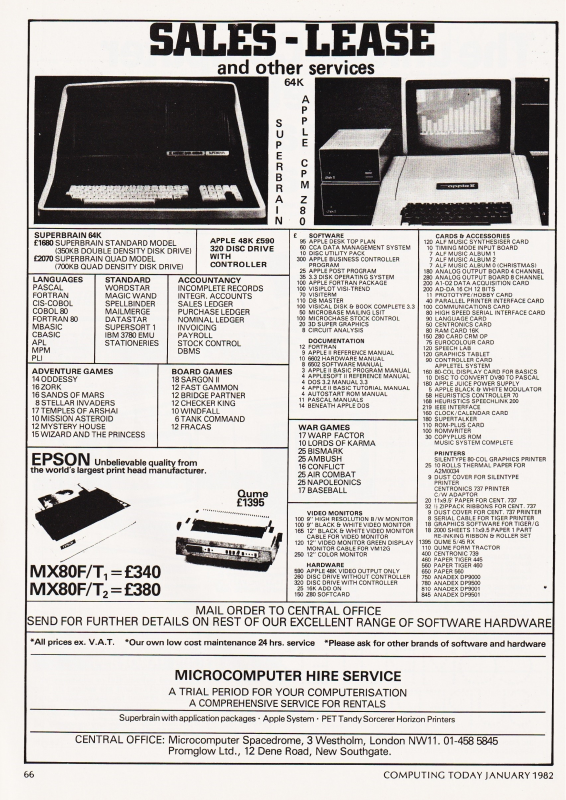 SALES - LEASE
and other services
64K
SUPERBRAIN
APPLE CPM Z80
SUPERBRAIN 64K
£1680 SUPERBRAIN STANDARD MODEL
(350KB DOUBLE DENSITY DISK DRIVE)
£2070 SUPERBRAIN QUAD MODEL
(700KB QUAD DENSITY DISK DRIVE)
APPLE 48K £590
320 DISC DRIVE
WITH
CONTROLLER
LANGUAGES
PASCAL
FORTRAN
CIS-COBOL
COBOL 80
FORTRAN 80
MBASIC
CBASIC
APL
MPM
PLI
STANDARD
WORDSTAR
MAGIC WAND
SPELLBINDER
MAILMERGE
DATASTAR
SUPERSORT 1
IBM 3780 EMU
STATIONERIES
ACCOUNTANCY
INCOMPLETE RECORDS
INTEGR. ACCOUNTS
SALES LEDGER
PURCHASE LEDGER
NOMINAL LEDGER
INVOIDING
PAYROLL
STOCK CONTROL
DBMS
ADVENTURE GAMES
14 ODDESSY
16 ZORK
16 SANDS OF MARS
8 STELLAR INVADERS
17 TEMPLES OF ARSHAI
10 MISSION ASTEROID
12 MYSTERY HOUSE
15 WIZARD AND THE PRINCESS
BOARD GAMES
18 SARGON II
12 FAST GAMMON
12 BRIDGE PARTNER
12 CHECKER KING
10 WINDFALL
6 TANK COMMAND
12 FRACAS
EPSON Unbelievable quality from
the world's largest print head manufacturer.
Qume
£1395
MX80F/T1 = £340
MX80F/T2 = £380
£ SOFTWARE
95 APPLE DESK TOP PLAN
60 CCA DATA MANAGEMENT SYSTEM
10 DISC UTILITY PACK
300 APPLE BUSINESS CONTROLLER
PROGRAM
25 APPLE POST PROGRAM
35 3.3 DISK OPERATING SYSTEM
100 APPLE FORTRAN PACKAGE
100 VISIPLOT VISI-TREND
70 VISITERM
110 DB MASTER
100 VISICAL DISK & BOOK COMPLETE 3.3
50 MICROBASE MAILING LSIT
100 MICROCHASE STOCK CONTROL
20 3D SUPER GRAPHICS
8 CIRCUIT ANALYSIS
DOCUMENTATION
12 FORTRAN
9 APPLE II REFERENCE MANUAL
10 6602 HARDWARE MANUAL
8 6502 SOFTWARE MANUAL
3 APPLE II BASIC PROGRAM MANUAL
4 APPLESOFT II REFERENCE MANUAL
4 DOS 3.2 MANUAL 3.3
4 APPLE II BASIC TUTORIAL MANUAL
4 AUTOSTART ROM MANUAL
11 PASCAL MANUALS
14 BENEATH APPLE DOS
WAR GAMES
17 WARP FACTOR
10 LORDS OF KARMA
25 BISMARK
25 AMBUSH
16 CONFLICT
25 AIR COMBAT
25 NAPOLEONICS
17 BASEBALL
VIDEO MONITORS
100 9" HIGH RESOLUTION B/W MONITOR
100 9" BLACK & WHITE VIDEO MONITOR
165 12" BLACK & WHITE VIDEO MONITOR
CABLE FOR VIDEO MONITOR
120 12" VIDEO MONITOR GREEN DISPLAY
MONITOR CABLE FOR VM12G
250 12" COLOR MONITOR
HARDWARE
590 APPLE 48K VIDEO OUTPUT ONLY
260 DISC DRIVE WITHOUT CONTROLLER
320 DISC DRIVE WITH CONTROLLER
25 16K ADD ON
150 Z80 SOFTCARD
CARDS & ACCESSORIES
120 ALF MUSIC SYNTHESISER CARD
10 TIMING MODE INPUT BOARD
7 ALF MUSIC ALBUM 1
7 ALF MUSIC ALBUM 2
7 ALF MUSIC ALBUM 0 (CHRISTMAS)
180 ANALOG OUTPUT BOARD 4 CHANNEL
280 ANALOG OUTPUT BOARD 8 CHANNEL
200 A1-02 DATA ACQUISITION CARD
200 AD-DA 16 CH 12 BITS
11 PROTOTYPE/HOBBY CARD
40 PARALLEL PRINTER INTERFACE CARD
100 COMMUNICATIONS CARD
80 HIGH SPEED SERIAL INTERFACE CARD
90 LANGUAGE CARD
50 CENTRONICS CARD
80 RAM CARD 16K
150 Z80 CARD CRM OP
75 EUROCOLOUR CARD
120 SPEECH LAB
120 GRAPHICS TABLET
90 CONTROLLER CARD
APPLETEL SYSTEM
160 80-COL DISPLAY CARD FOR BASICS
10 DISC TO CONVERT DV80 TO PASCAL
180 APPLE JUICE POWER SUPPLY
5 APPLE BLACK & WHITE MODULATOR
58 HEURISTICS CONTROLLER 70
168 HEURISTICS SPEECHLINK 200
219 IEEE INTERFACE
160 CLOCK/CALENDAR CARD
180 SUPERTALKER
110 ROM-PLUS CARD
100 ROMWRITER
30 COPYPLUS ROM
MUSIC SYSTEM COMPLETE
PRINTERS
SILENTYPE 80-COL GRAPHICS PRINTER
25 10 ROLLS THERMAL PAPER FOR
A2M0034
9 DUST COVER FOR SILENTYPE
PRINTER
CENTRONICS 737 PRINTER
C/W ADAPTOR
20 11x9.5" PAPER FOR CENT. 737
32 ½ ZIPPACK RIBBONS FOR CENT. 737
9 DUST COVER FOR CENT. 737 PRINTER
8 SERIAL CABLE FOR TIGER PRINTER
18 GRAPHICS SOFTWARE FOR TIGER/G
18 2000 SHEETS 11x9.5 PAPER 1 PART
RE-INKING RIBBON & ROLLER SET
1395 QUME 5/45 RX
110 QUME FORM TRACTOR
400 CENTRONIC 739
460 PAPER TIGER 445
560 PAPER TIGER 460
650 PAPER 560
750 ANADEX DP9000
780 ANADEX DP9500
810 ANADEX DP9001
845 ANADEX DP9501
MAIL ORDER TO CENTRAL OFFICE
SEND FOR FURTHER DETAILS ON REST OF OUR EXCELLENT RANGE OF SOFTWARE HARDWARE
*All prices ex. V.A.T. *Our own low cost maintenance 24 hrs. service *Please ask for other brands of software and hardware
MICROCOMPUTER HIRE SERVICE
A TRIAL PERIOD FOR YOUR COMPUTERISATION
A COMPREHENSIVE SERVICE FOR RENTALS
Superbrain with application packages · Apple System · PET Tandy Sorcerer Horizon Printers
CENTRAL OFFICE: Microcomputer Spacedrome, 3 Westholm, London NW11. 01-458 5845
Promglow Ltd., 12 Dene Road, New Southgate.
66
COMPUTING TODAY JANUARY 1982